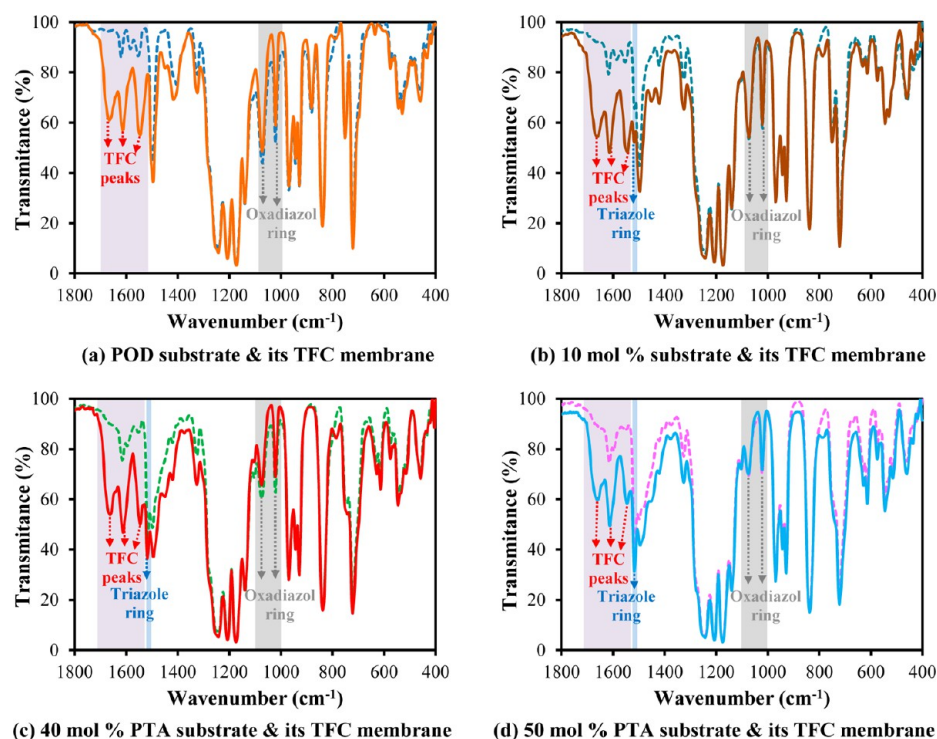 100
80
60
40
20
0
Transmitance (%)
TFC
peaks
Oxadiazol
ring
1800 1600 1400 1200 1000 800 600 400
Wavenumber (cm-1)
(a) POD substrate & its TFC membrane
100
80
60
40
20
0
Transmitance (%)
TFC
peaks
Triazole
ring
Oxadiazol
ring
1800 1600 1400 1200 1000 800 600 400
Wavenumber (cm-1)
(b) 10 mol % substrate & its TFC membrane
100
80
60
40
20
0
Transmitance (%)
TFC
peaks
Triazole
ring
Oxadiazol
ring
1800 1600 1400 1200 1000 800 600 400
Wavenumber (cm-1)
(c) 40 mol % PTA substrate & its TFC membrane
100
80
60
40
20
0
Transmitance (%)
TFC
peaks
Triazole
ring
Oxadiazol
ring
1800 1600 1400 1200 1000 800 600 400
Wavenumber (cm-1)
(d) 50 mol % PTA substrate & its TFC membrane